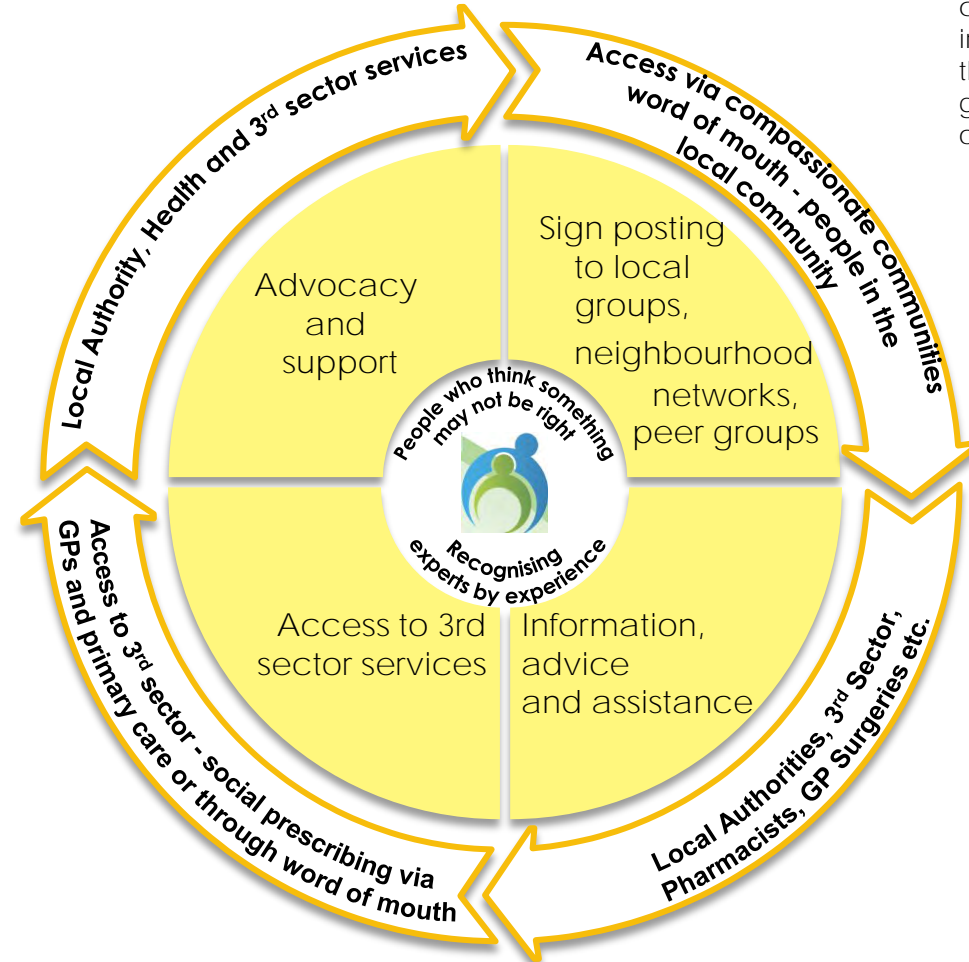 Local Authority, Health and 3rd sector services
Access via compassionate communities
word of mouth - people in the
local community
Advocacy
and
support
Sign posting
to local
groups,
neighbourhood
networks,
peer groups
People who think something
may not be right
Recognising
experts by experience
Access to 3rd
sector services
Information,
advice
and assistance
Access to 3rd sector - social prescribing via
GPs and primary care or through word of mouth
Local Authorities, 3rd Sector,
Pharmacists, GP Surgeries etc.